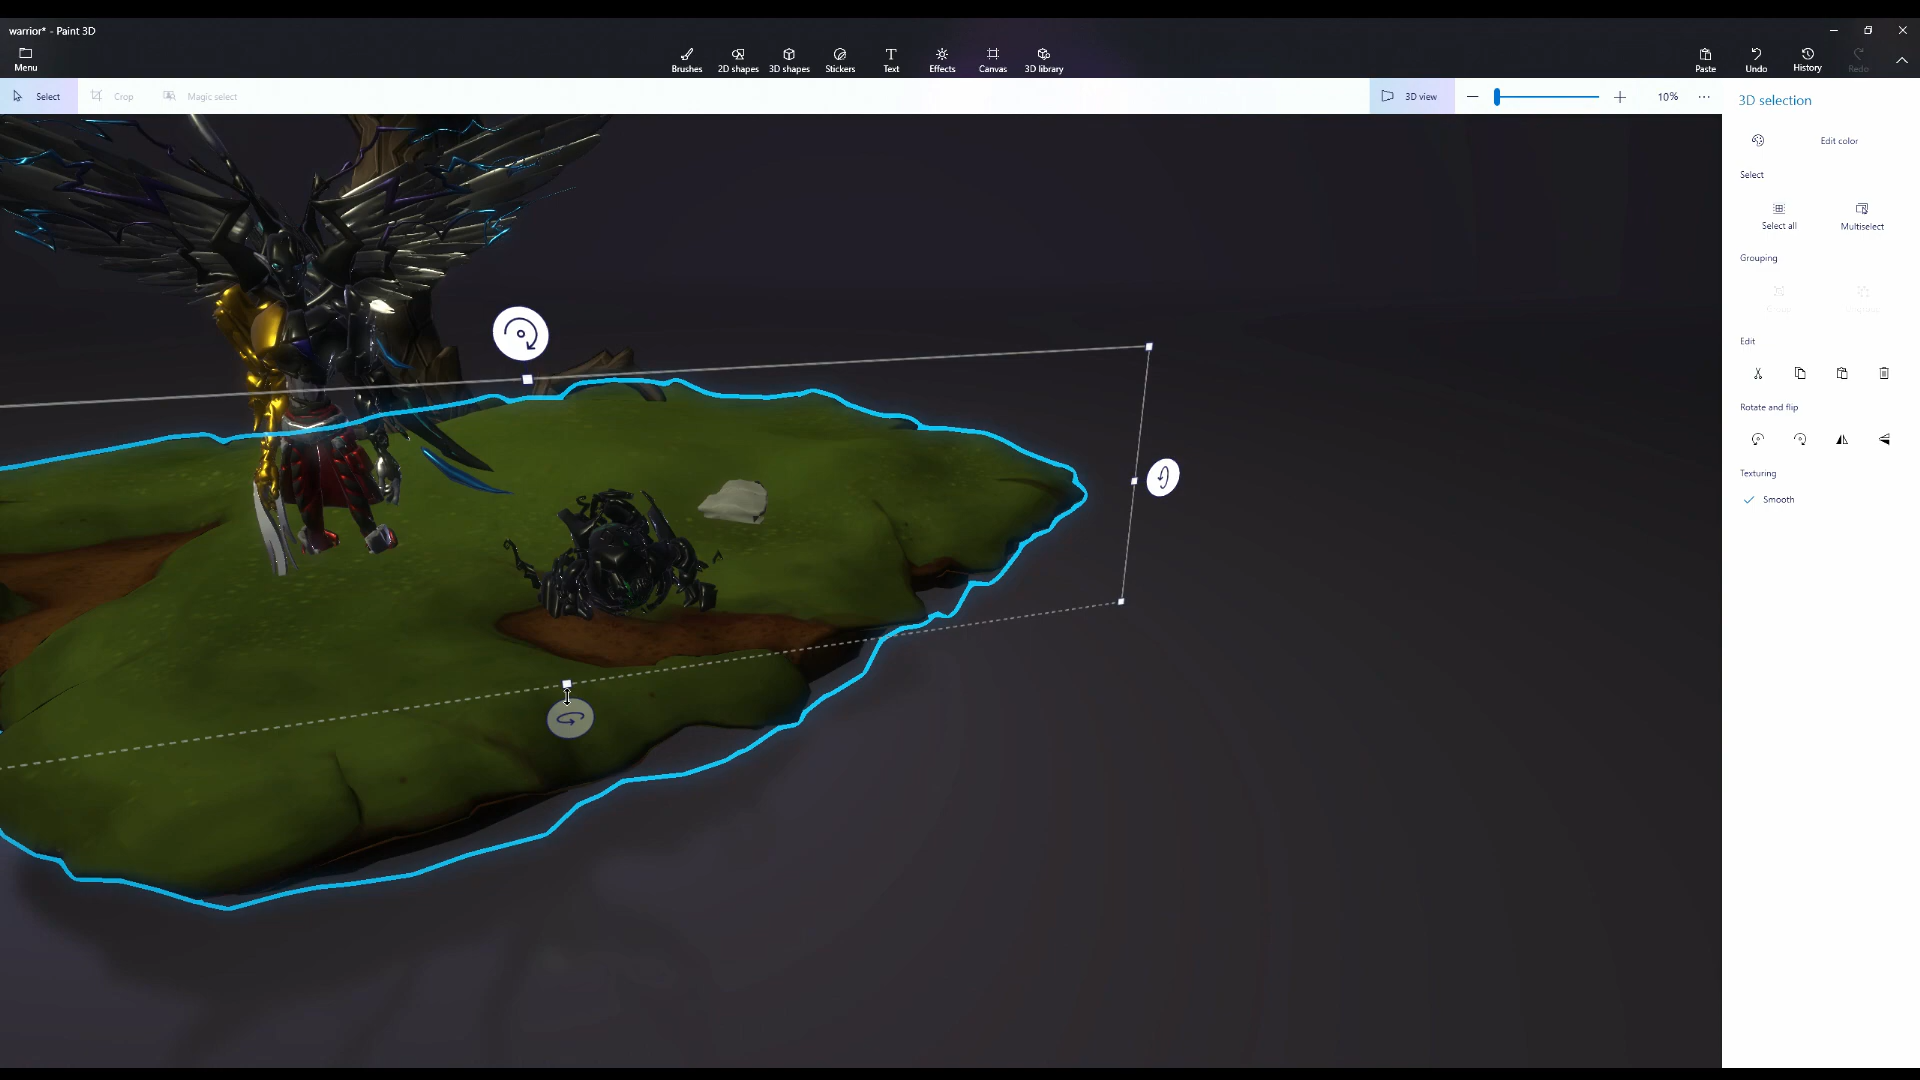 warrior* - Paint 3D
Menu
Brushes
2D shapes
3D shapes
Stickers
Text
Effects
Canvas
3D library
Paste
Undo
History
Redo
Select
Crop
Magic select
3D view
10%
3D selection
Edit color
Select
Select all
Multiselect
Grouping
Edit
Rotate and flip
Texturing
Smooth